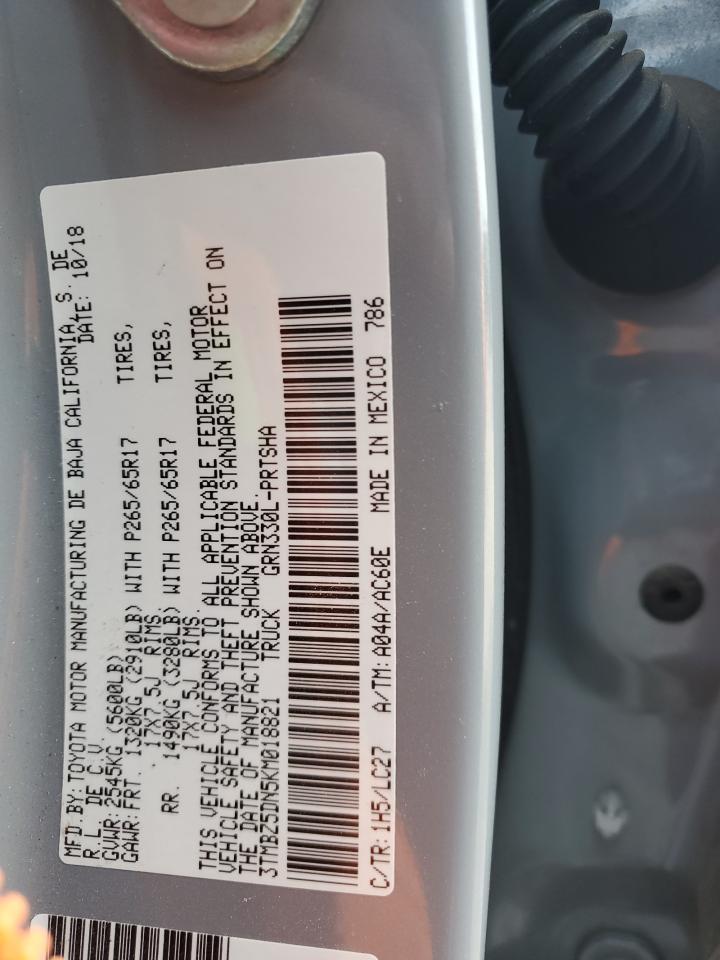 MFD. BY: TOYOTA MOTOR MANUFACTURING DE BAJA CALIFORNIA, S. DE
R. L. DE C. V. DATE: 10/18
GVWR: 2545KG (5600LB)
GAWR: FRT. 1320KG (2910LB) WITH P265/65R17 TIRES,
17X7.5J RIMS
RR. 1490KG (3280LB) WITH P265/65R17 TIRES,
17X7.5J RIMS
THIS VEHICLE CONFORMS TO ALL APPLICABLE FEDERAL MOTOR
VEHICLE SAFETY AND THEFT PREVENTION STANDARDS IN EFFECT ON
THE DATE OF MANUFACTURE SHOWN ABOVE.
3TMBZ5DN5KM018821 TRUCK GRN330L-PRTSHA
C/TR: 1H5/LC27 A/TM: A04A/AC60E MADE IN MEXICO 786